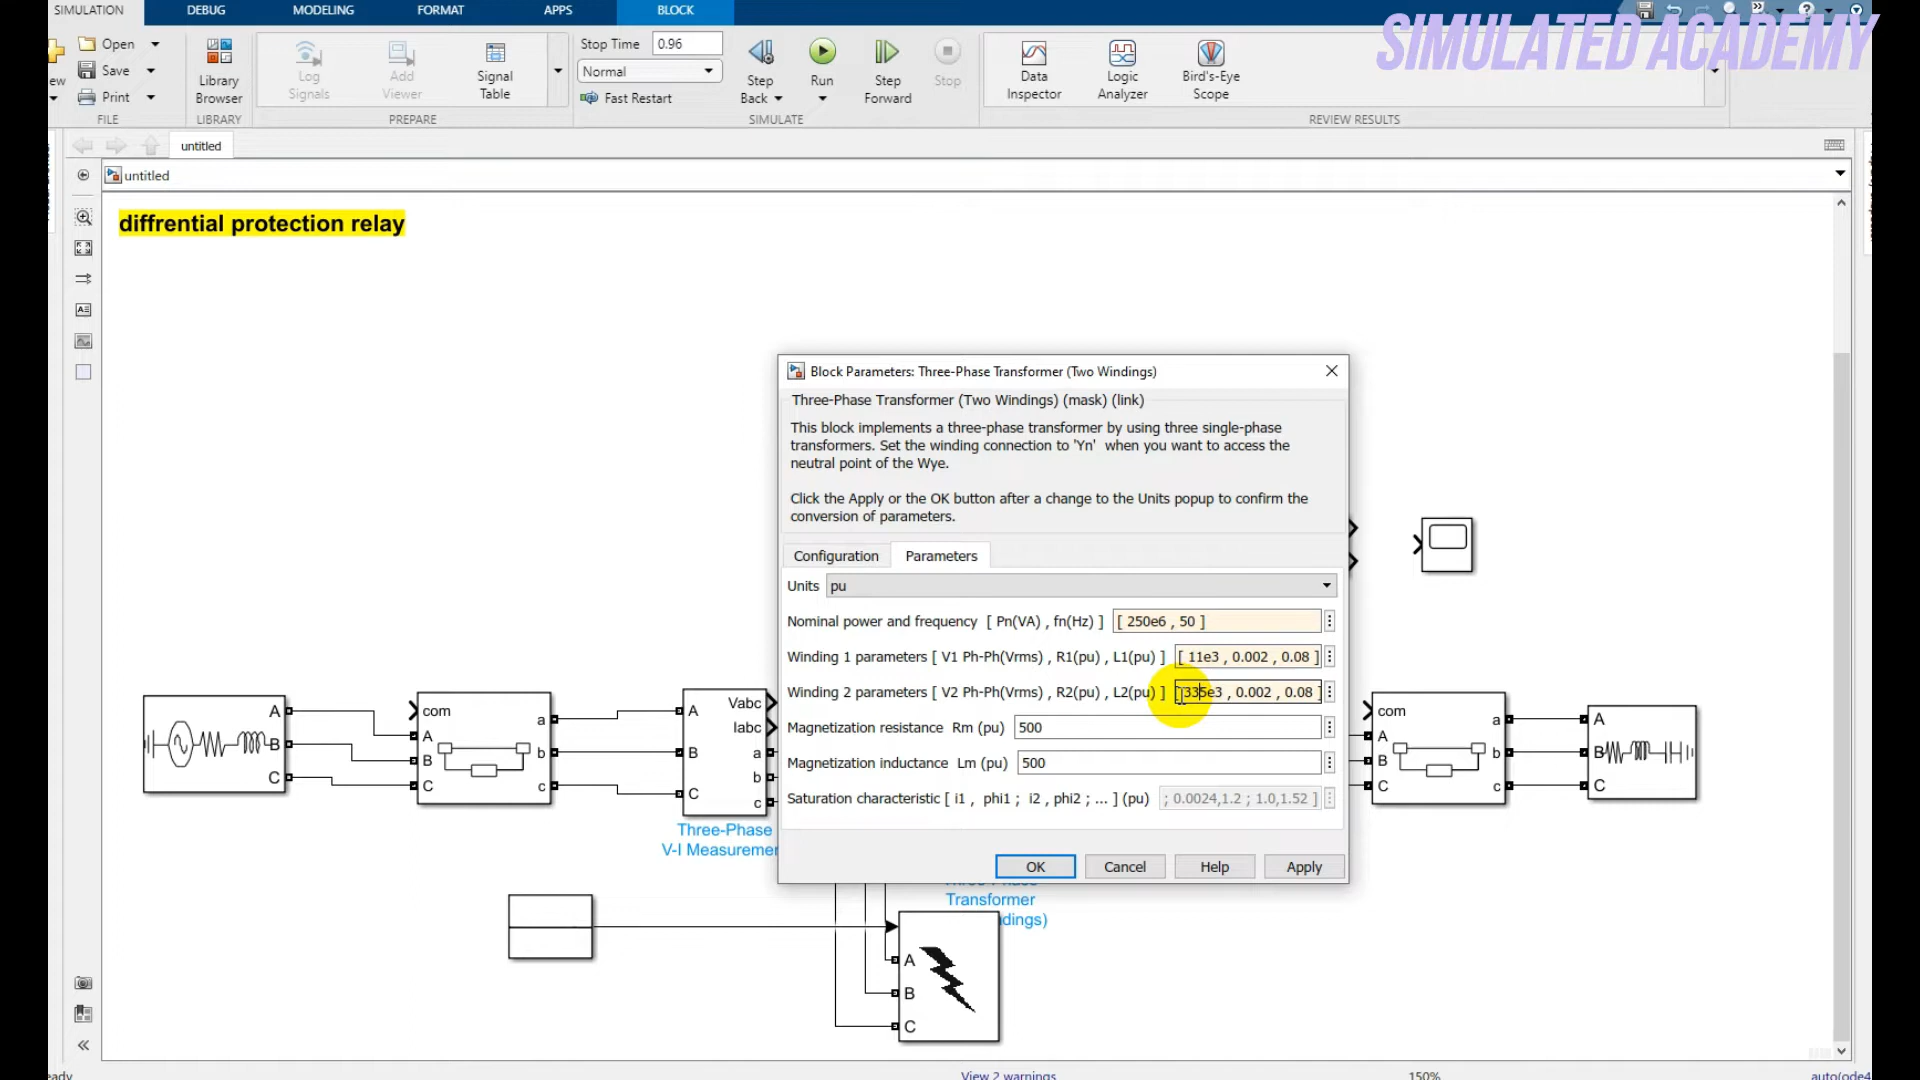 SIMULATION DEBUG MODELING FORMAT APPS BLOCK
SIMULATED ACADEMY
Open
Save
Print
FILE
Library
Browser
LIBRARY
Log
Signals
Add
Viewer
Signal
Table
PREPARE
Stop Time 0.96
Normal
Fast Restart
Step
Back
Run
Step
Forward
Stop
SIMULATE
Data
Inspector
Logic
Analyzer
Bird's-Eye
Scope
REVIEW RESULTS
untitled
untitled
diffrential protection relay
Block Parameters: Three-Phase Transformer (Two Windings)
Three-Phase Transformer (Two Windings) (mask) (link)
This block implements a three-phase transformer by using three single-phase
transformers. Set the winding connection to 'Yn' when you want to access the
neutral point of the Wye.
Click the Apply or the OK button after a change to the Units popup to confirm the
conversion of parameters.
Configuration Parameters
Units pu
Nominal power and frequency [ Pn(VA) , fn(Hz) ] [ 250e6 , 50 ]
Winding 1 parameters [ V1 Ph-Ph(Vrms) , R1(pu) , L1(pu) ] [ 11e3 , 0.002 , 0.08 ]
Winding 2 parameters [ V2 Ph-Ph(Vrms) , R2(pu) , L2(pu) ] [ 335e3 , 0.002 , 0.08 ]
Magnetization resistance Rm (pu) 500
Magnetization inductance Lm (pu) 500
Saturation characteristic [ i1 , phi1 ; i2 , phi2 ; ... ] (pu) ; 0.0024,1.2 ; 1.0,1.52 ]
OK Cancel Help Apply
A
B
C
com
A
B
C
a
b
c
A
B
C
Vabc
Iabc
a
b
c
Three-Phase
V-I Measuremen
Transformer
dings)
A
B
C
com
A
B
C
a
b
c
A
B
C
View 2 warnings 150% auto(ode4